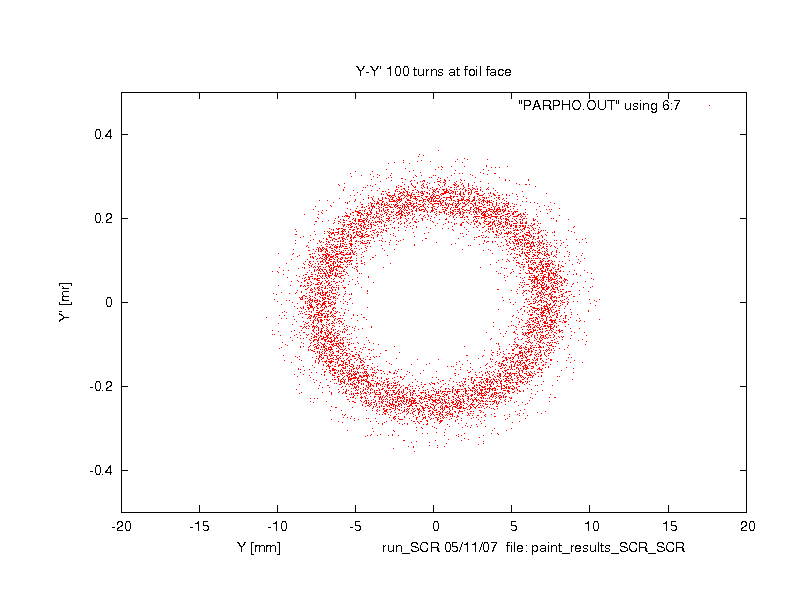 Y-Y' 100 turns at foil face
"PARPHO.OUT" using 6:7
0.4
0.2
0
-0.2
-0.4
Y' [mr]
-20 -15 -10 -5 0 5 10 15 20
Y [mm] run_SCR 05/11/07 file: paint_results_SCR_SCR